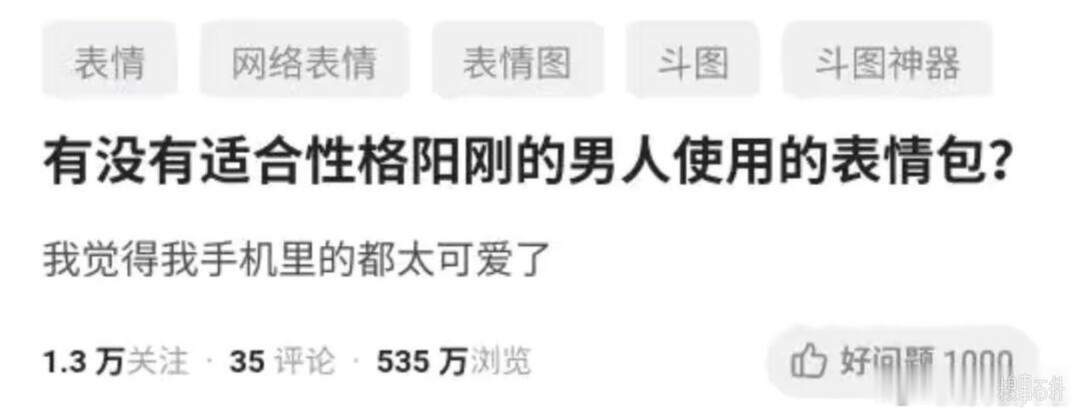 表情 网络表情 表情图 斗图 斗图神器
有没有适合性格阳刚的男人使用的表情包？
我觉得我手机里的都太可爱了
1.3 万关注 · 35 评论 · 535 万浏览 好问题 1000